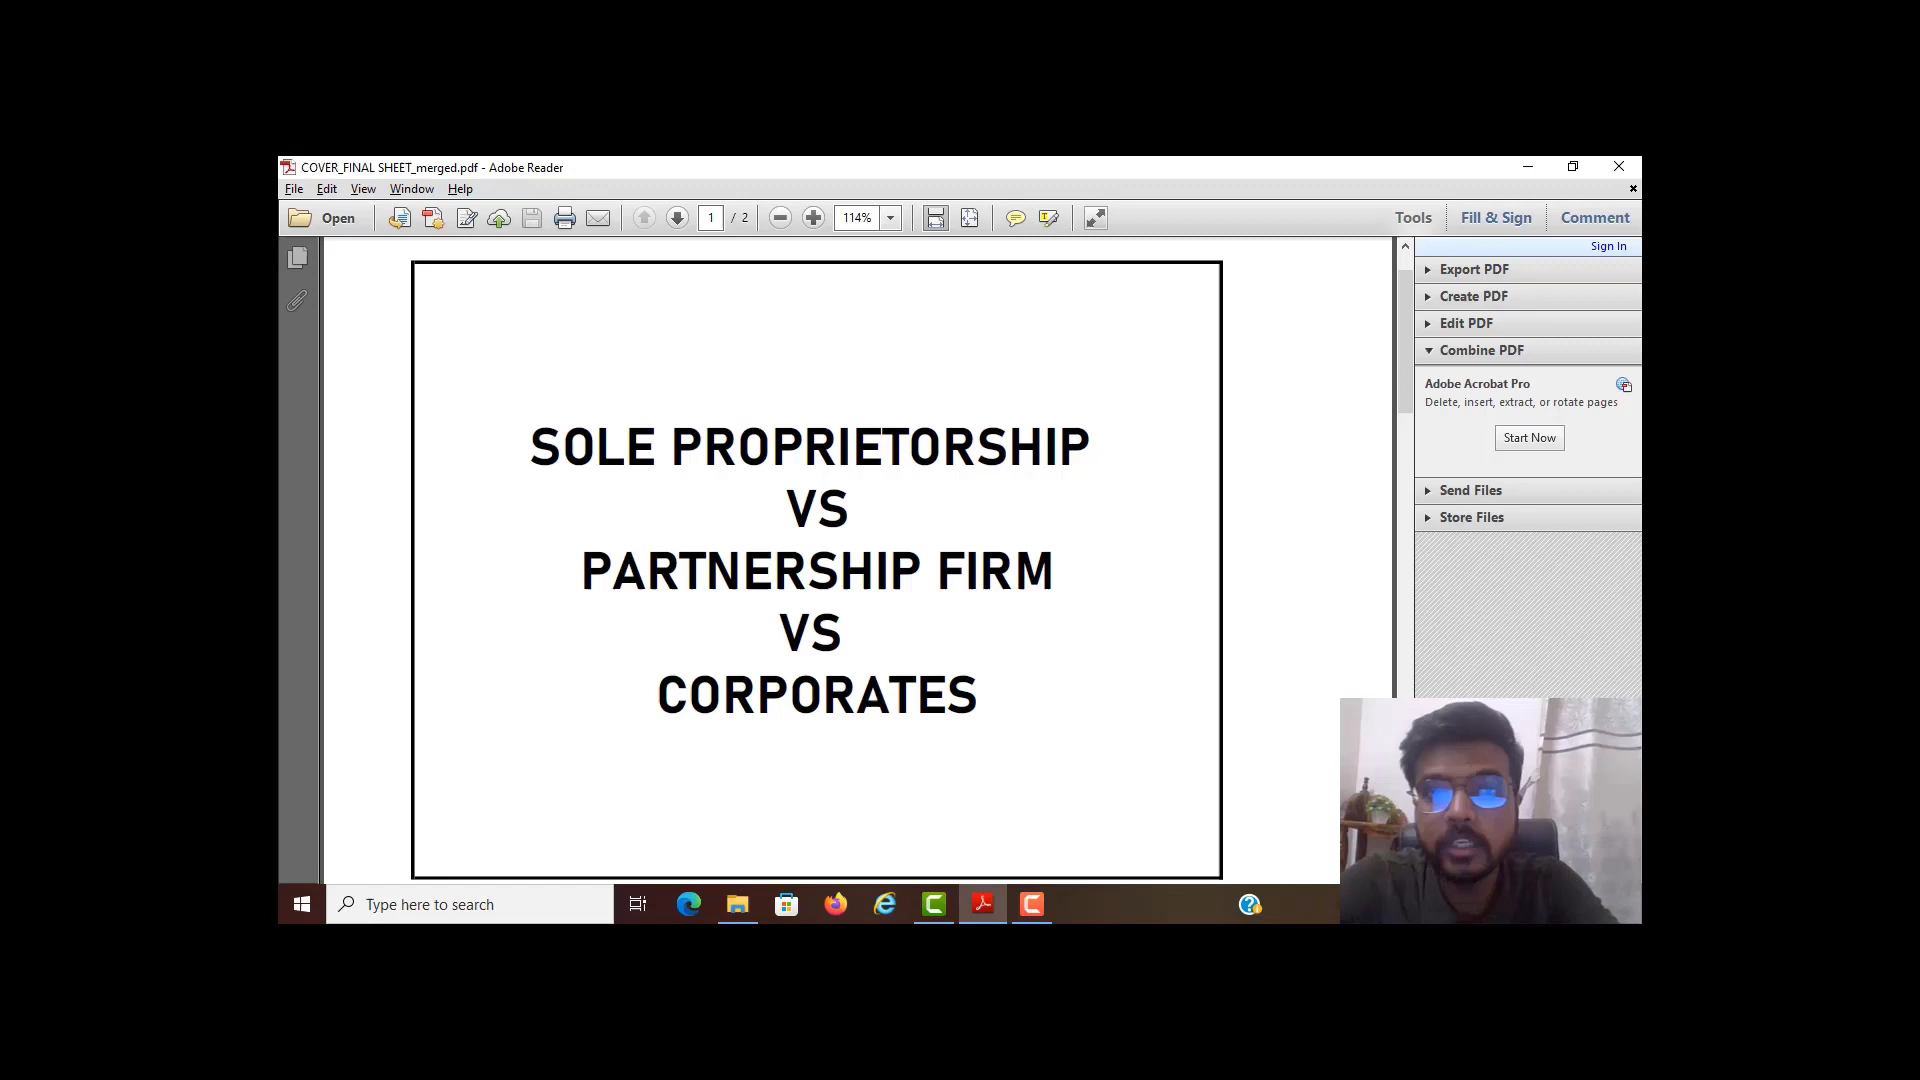 COVER_FINAL SHEET_merged.pdf - Adobe Reader
File Edit View Window Help
Open 1 / 2 114% Tools Fill & Sign Comment
Sign In
Export PDF
Create PDF
Edit PDF
Combine PDF
Adobe Acrobat Pro
Delete, insert, extract, or rotate pages
Start Now
Send Files
Store Files
SOLE PROPRIETORSHIP
VS
PARTNERSHIP FIRM
VS
CORPORATES
Type here to search